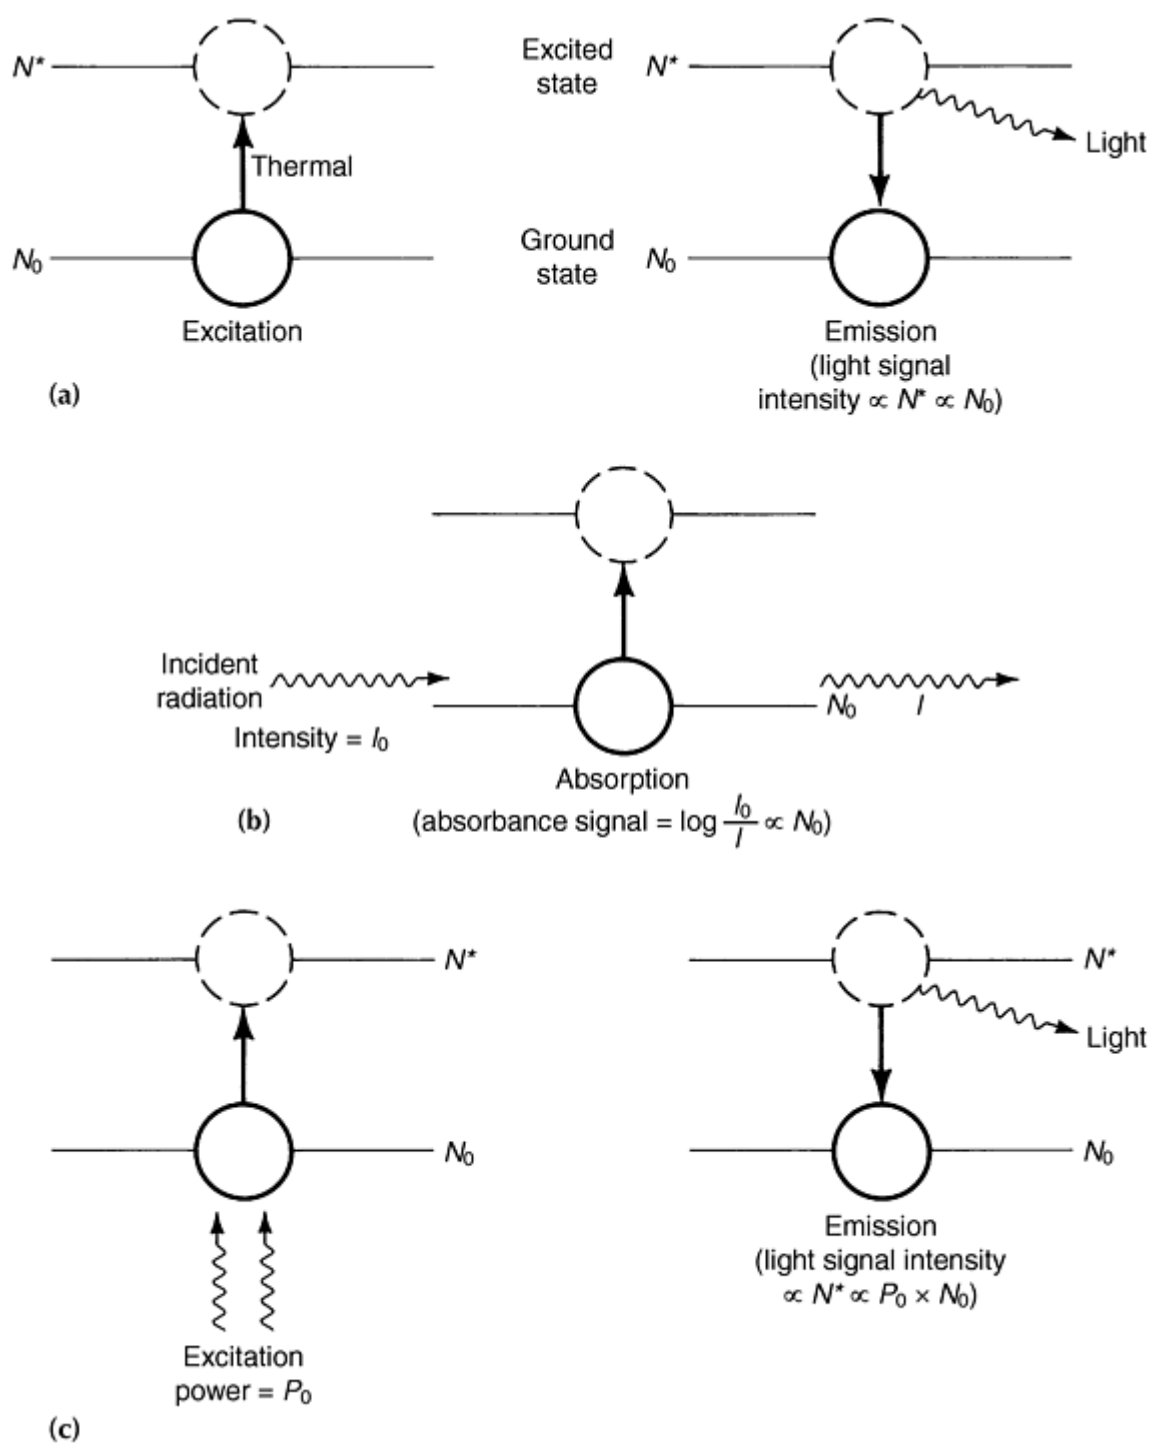 N*
Thermal
N₀
Excitation
Excited
state
Ground
state
N*
Light
N₀
Emission
(light signal
intensity ∝ N* ∝ N₀)
(a)
Incident
radiation
Intensity = I₀
N₀
I
Absorption
(absorbance signal = log I₀/I ∝ N₀)
(b)
N*
N₀
Excitation
power = P₀
N*
Light
N₀
Emission
(light signal intensity
∝ N* ∝ P₀ × N₀)
(c)